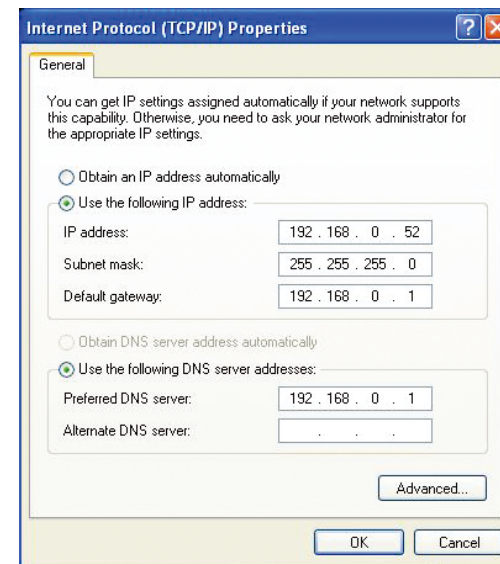 Internet Protocol (TCP/IP) Properties
General
You can get IP settings assigned automatically if your network supports
this capability. Otherwise, you need to ask your network administrator for
the appropriate IP settings.
Obtain an IP address automatically
Use the following IP address:
IP address: 192 . 168 . 0 . 52
Subnet mask: 255 . 255 . 255 . 0
Default gateway: 192 . 168 . 0 . 1
Obtain DNS server address automatically
Use the following DNS server addresses:
Preferred DNS server: 192 . 168 . 0 . 1
Alternate DNS server: . . .
Advanced...
OK Cancel